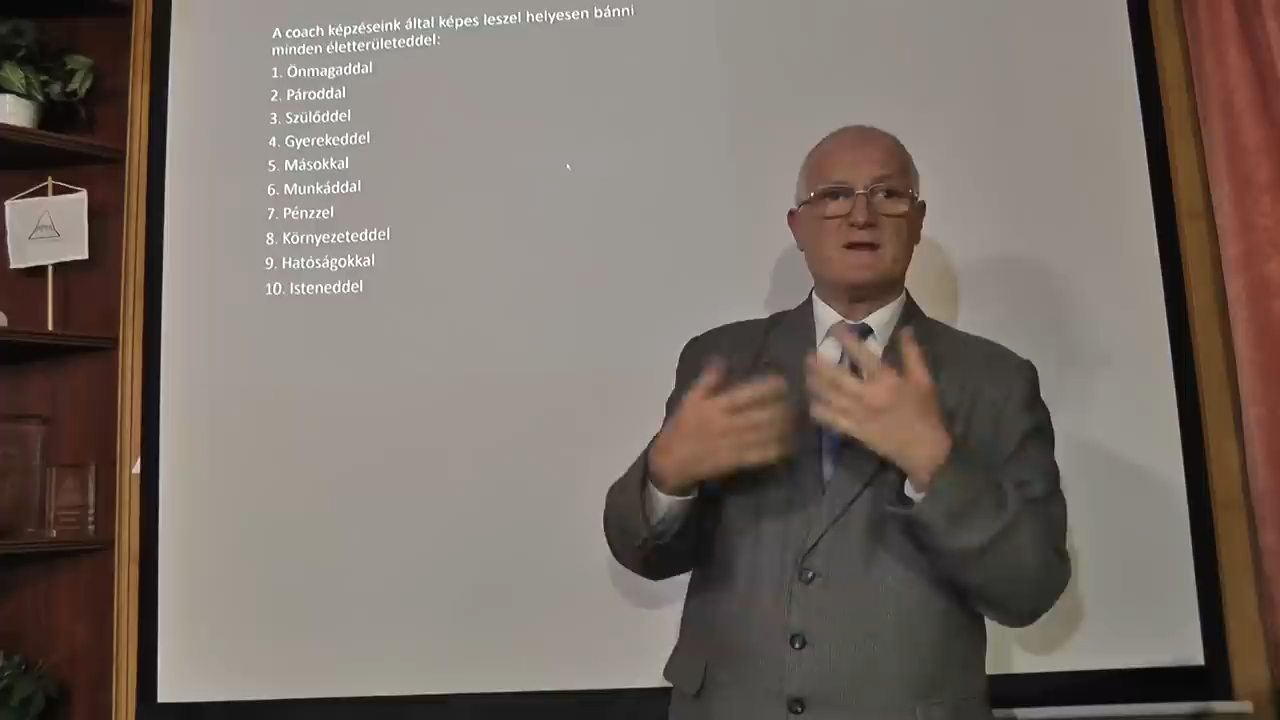 A coach képzéseink által képes leszel helyesen bánni
minden életterületeddel:
1. Önmagaddal
2. Pároddal
3. Szülőddel
4. Gyerekeddel
5. Másokkal
6. Munkáddal
7. Pénzzel
8. Környezeteddel
9. Hatóságokkal
10. Isteneddel